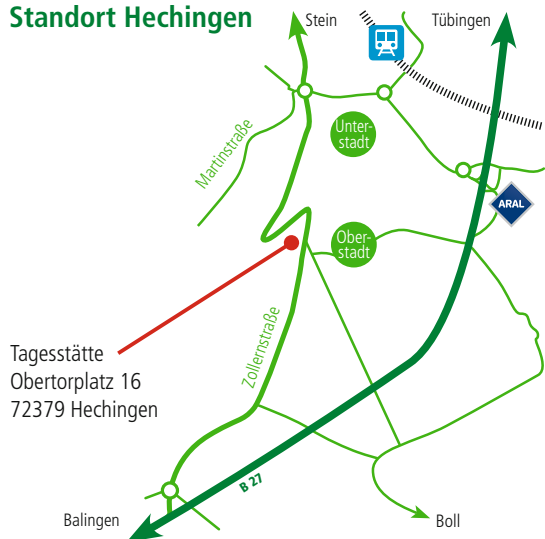 Standort Hechingen
Stein
Tübingen
Unter-
stadt
Martinstraße
ARAL
Ober-
stadt
Zollernstraße
Tagesstätte
Obertorplatz 16
72379 Hechingen
B 27
Balingen
Boll